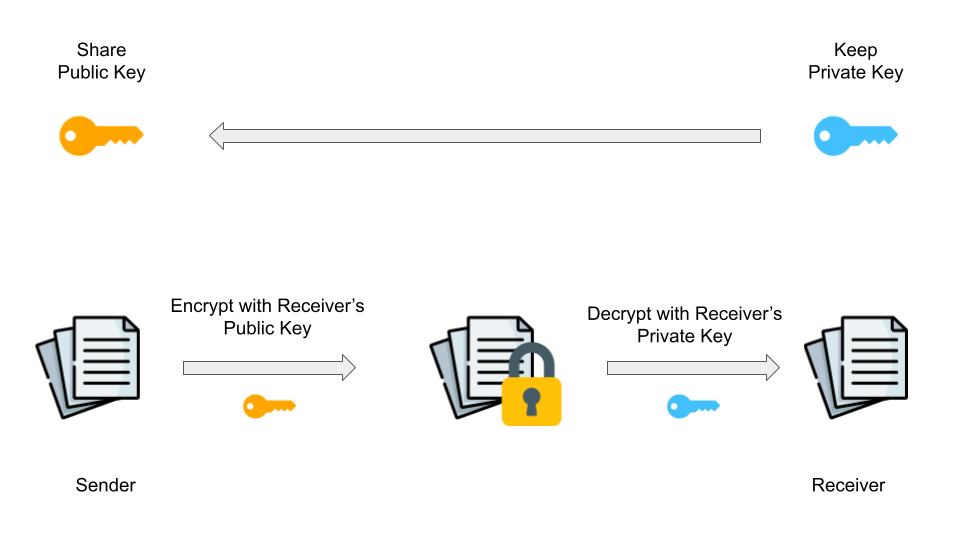 Share
Public Key
Keep
Private Key
Encrypt with Receiver’s
Public Key
Decrypt with Receiver’s
Private Key
Sender
Receiver